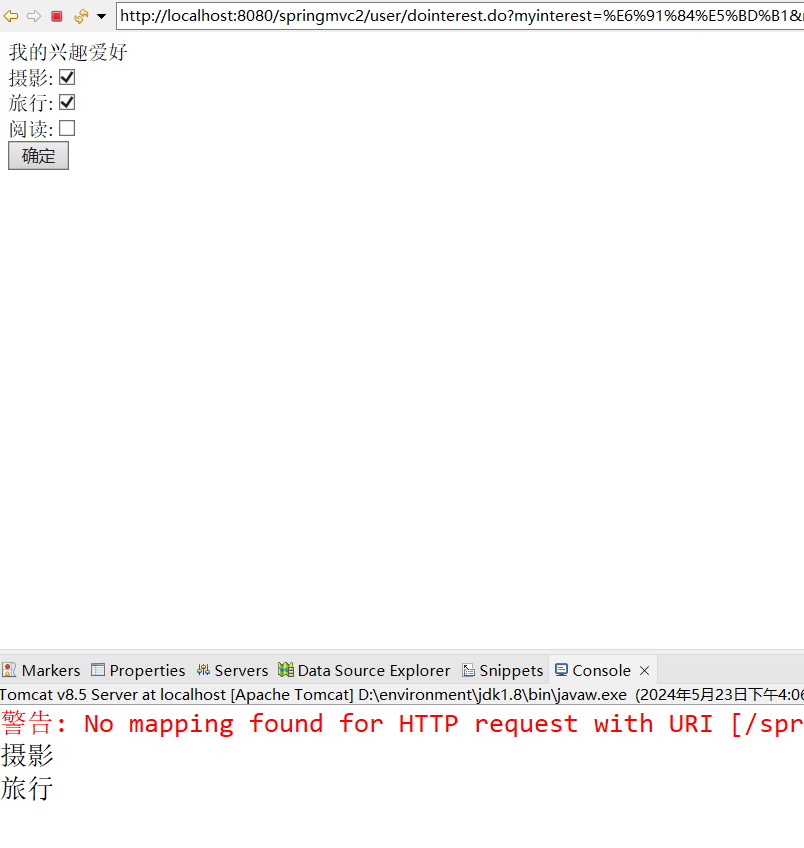 http://localhost:8080/springmvc2/user/dointerest.do?myinterest=%E6%91%84%E5%BD%B1&
我的兴趣爱好
摄影:
旅行:
阅读:
确定
Markers Properties Servers Data Source Explorer Snippets Console
Tomcat v8.5 Server at localhost [Apache Tomcat] D:\environment\jdk1.8\bin\javaw.exe (2024年5月23日下午4:06
警告: No mapping found for HTTP request with URI [/spr
摄影
旅行